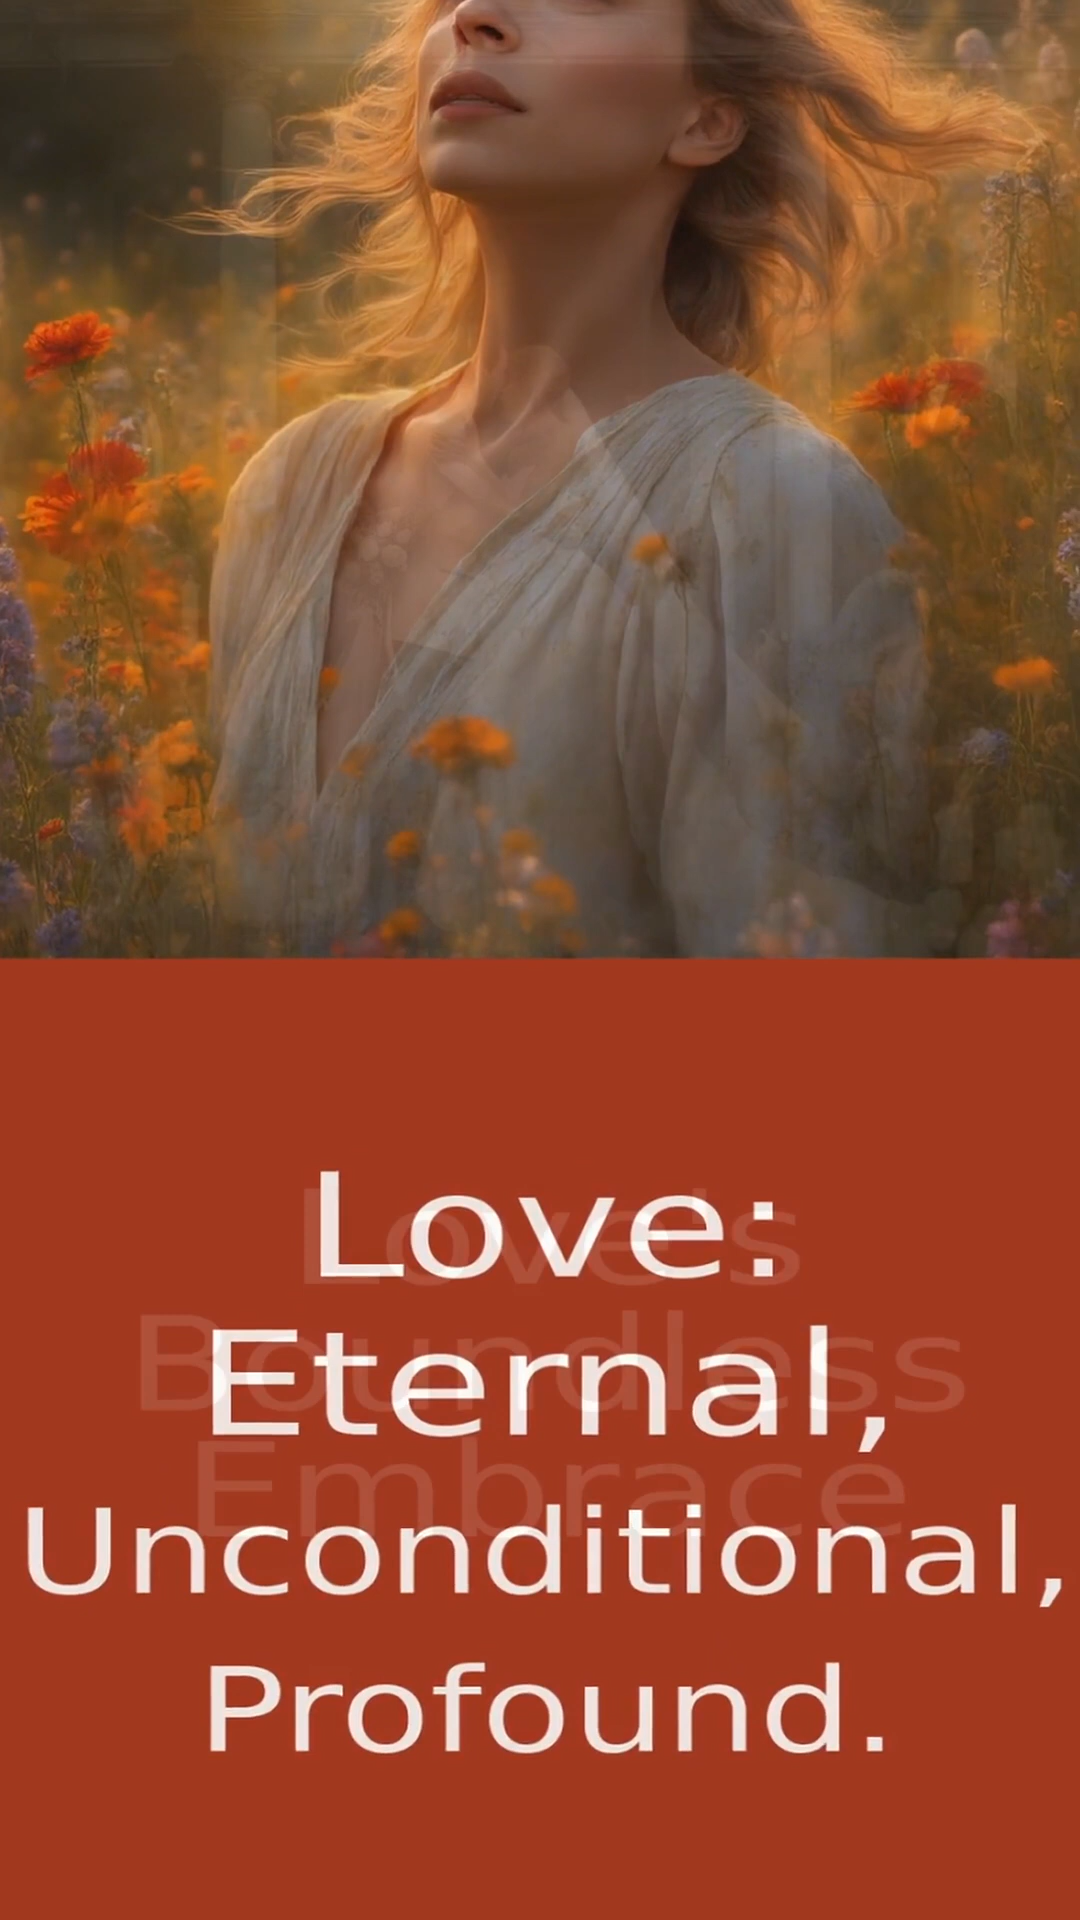 Love:
Eternal,
Unconditional,
Profound.
Love's
Boundless
Embrace